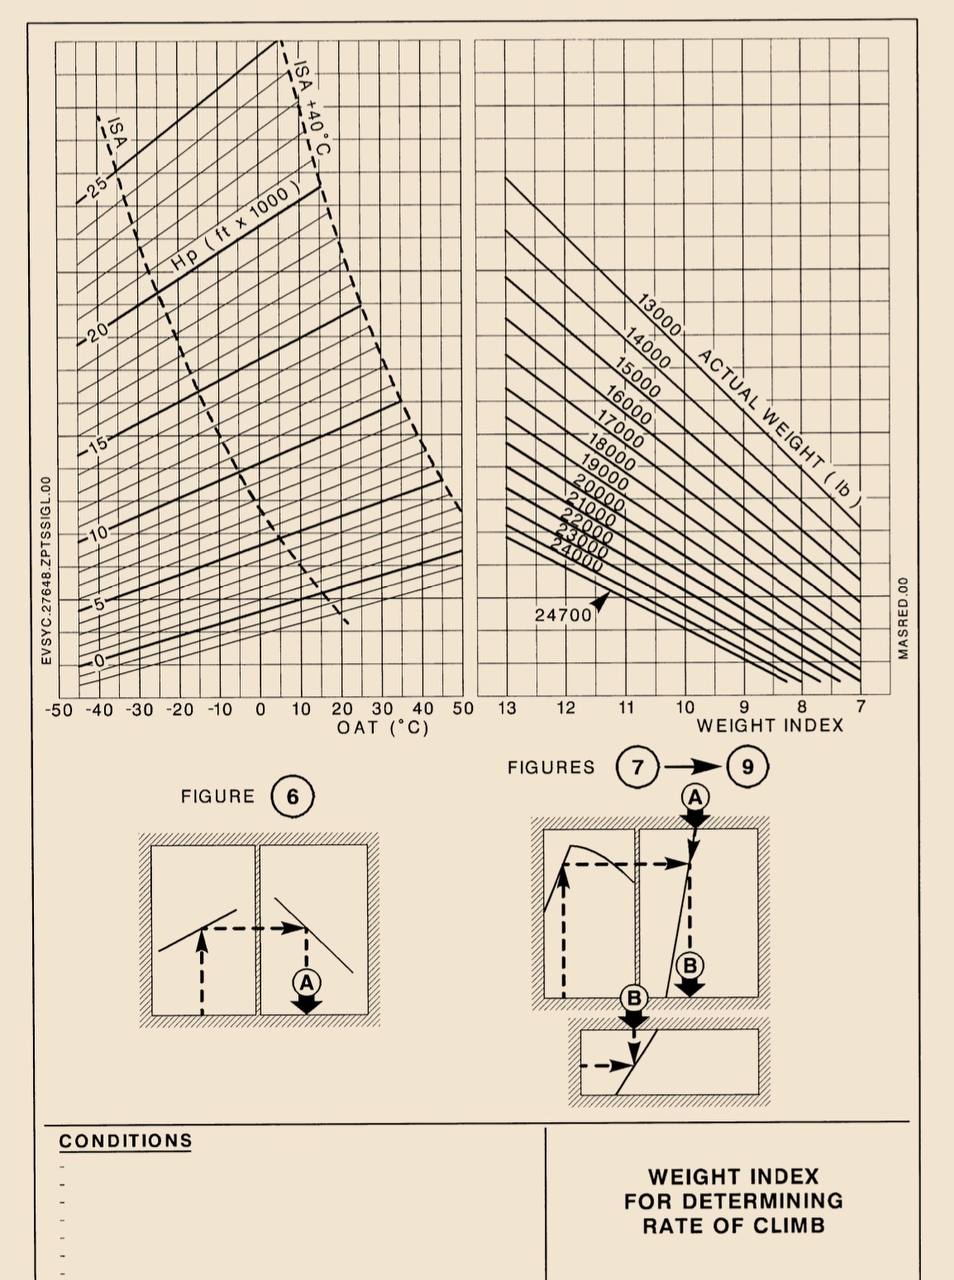 ISA
ISA +40°C
25
Hp (ft x 1000)
20
15
10
5
0
-50 -40 -30 -20 -10 0 10 20 30 40 50
OAT (°C)
EVSYC.27648.ZPTSSIGL.00
13000
14000
ACTUAL WEIGHT (lb)
15000
16000
17000
18000
19000
20000
21000
22000
23000
24000
24700
13 12 11 10 9 8 7
WEIGHT INDEX
MASRED.00
FIGURE 6
A
FIGURES 7 9
A
B
B
CONDITIONS
-
-
-
-
-
-
-
WEIGHT INDEX
FOR DETERMINING
RATE OF CLIMB